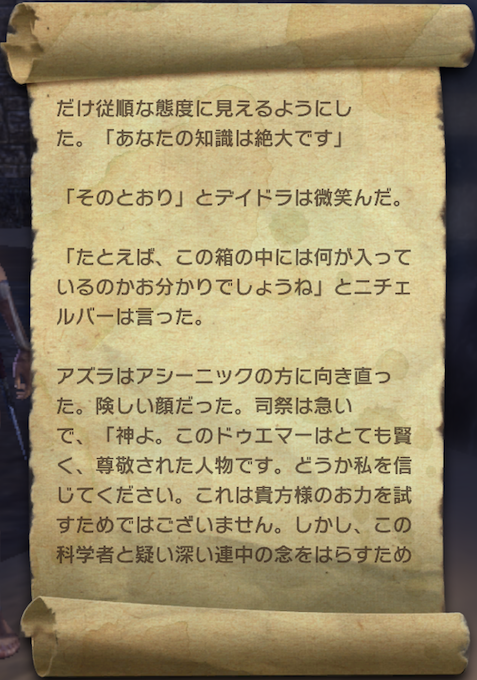 だけ従順な態度に見えるようにし
た。「あなたの知識は絶大です」
「そのとおり」とデイドラは微笑んだ。
「たとえば、この箱の中には何が入って
いるのかお分かりでしょうね」とニチェ
ルバーは言った。
アズラはアシーニックの方に向き直っ
た。険しい顔だった。司祭は急い
で、「神よ。このドゥエマーはとても賢
く、尊敬された人物です。どうか私を信
じてください。これは貴方様のお力を試
すためではございません。しかし、この
科学者と疑い深い連中の念をはらすため